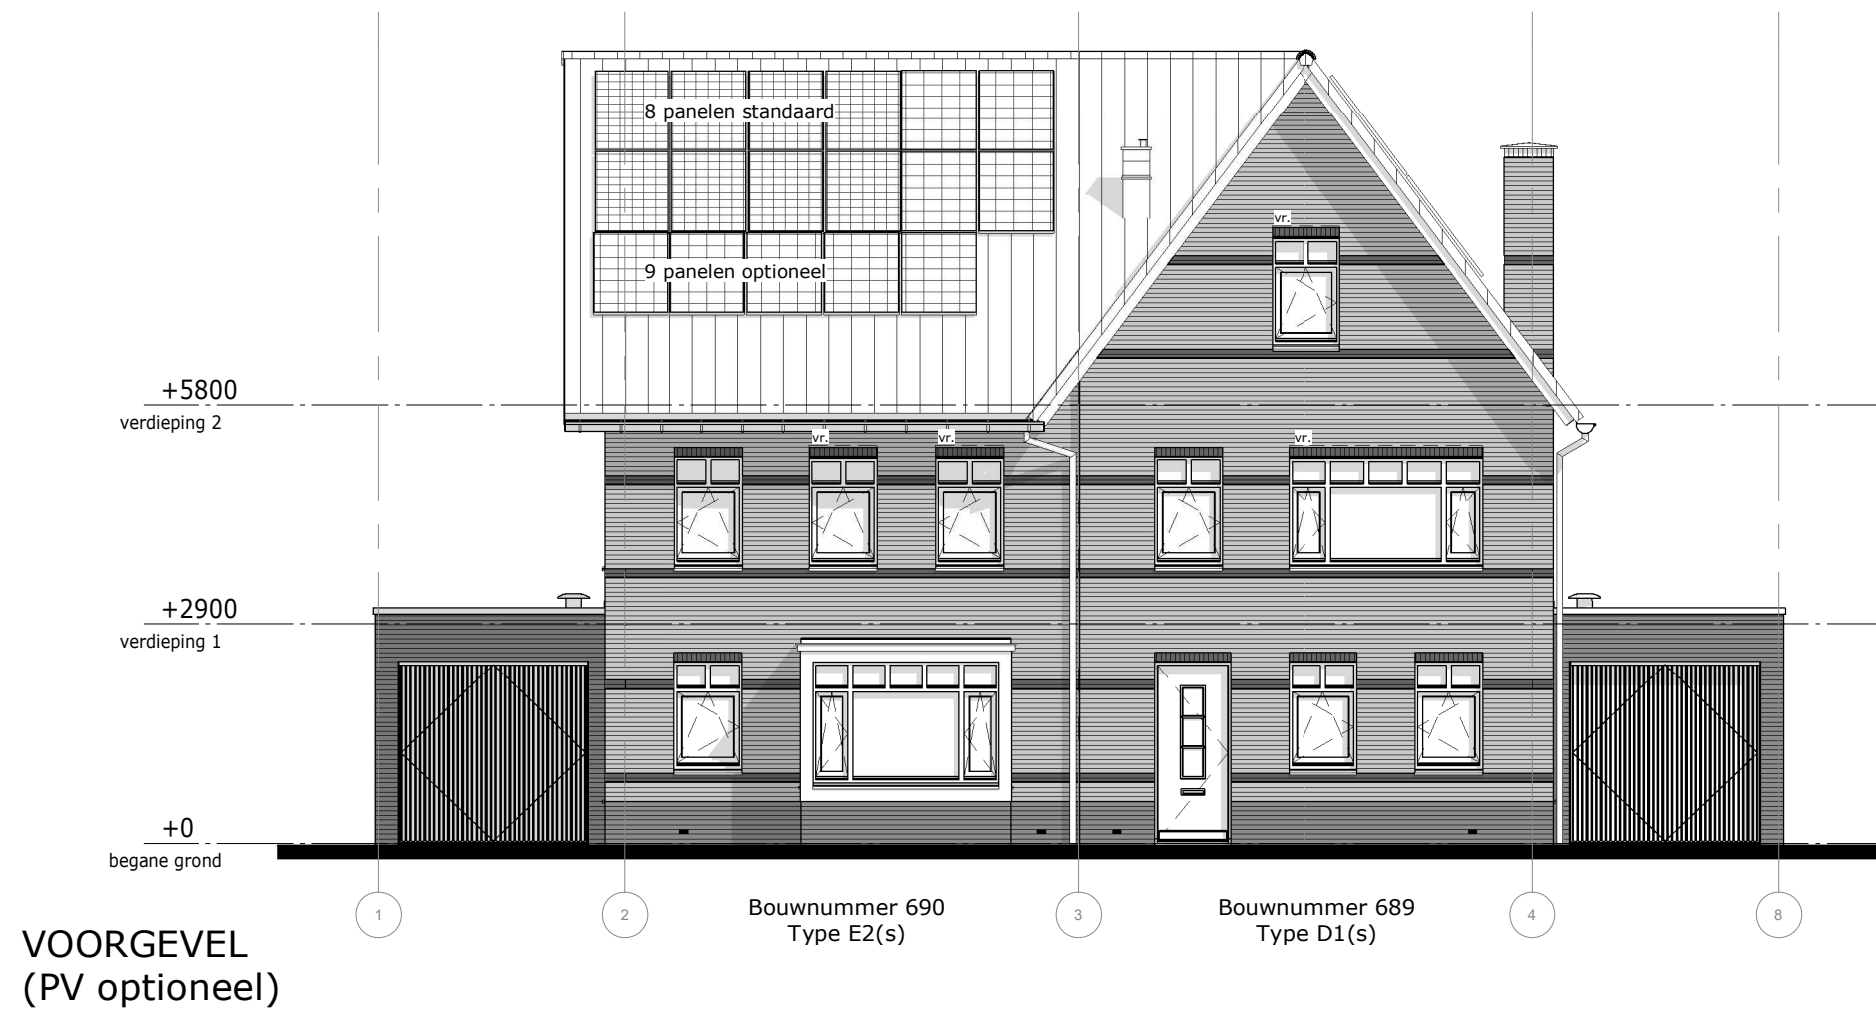 8 panelen standaard
9 panelen optioneel
vr.
+5800
verdieping 2
vr.
vr.
vr.
+2900
verdieping 1
+0
begane grond
1
2
Bouwnummer 690
Type E2(s)
3
Bouwnummer 689
Type D1(s)
4
8
VOORGEVEL
(PV optioneel)